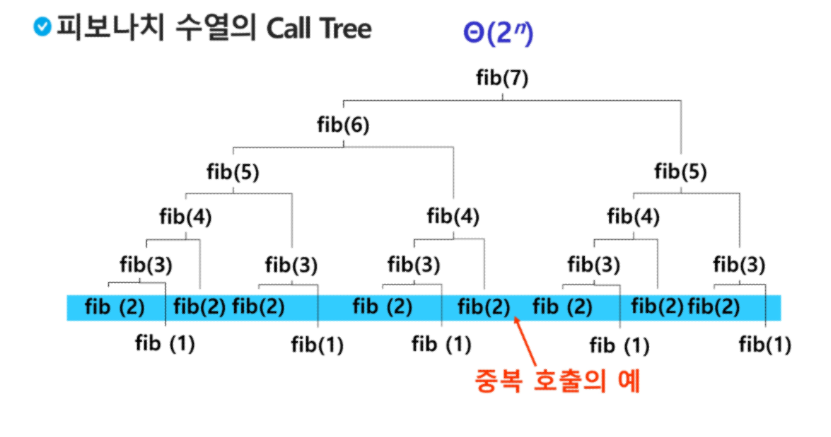 피보나치 수열의 Call Tree Θ(2ⁿ)
fib(7)
fib(6)
fib(5) fib(5)
fib(4) fib(4) fib(4)
fib(3) fib(3) fib(3) fib(3) fib(3)
fib (2) fib(2) fib(2) fib (2) fib(2) fib (2) fib(2) fib(2)
fib (1) fib(1) fib (1) fib (1) fib(1)
중복 호출의 예